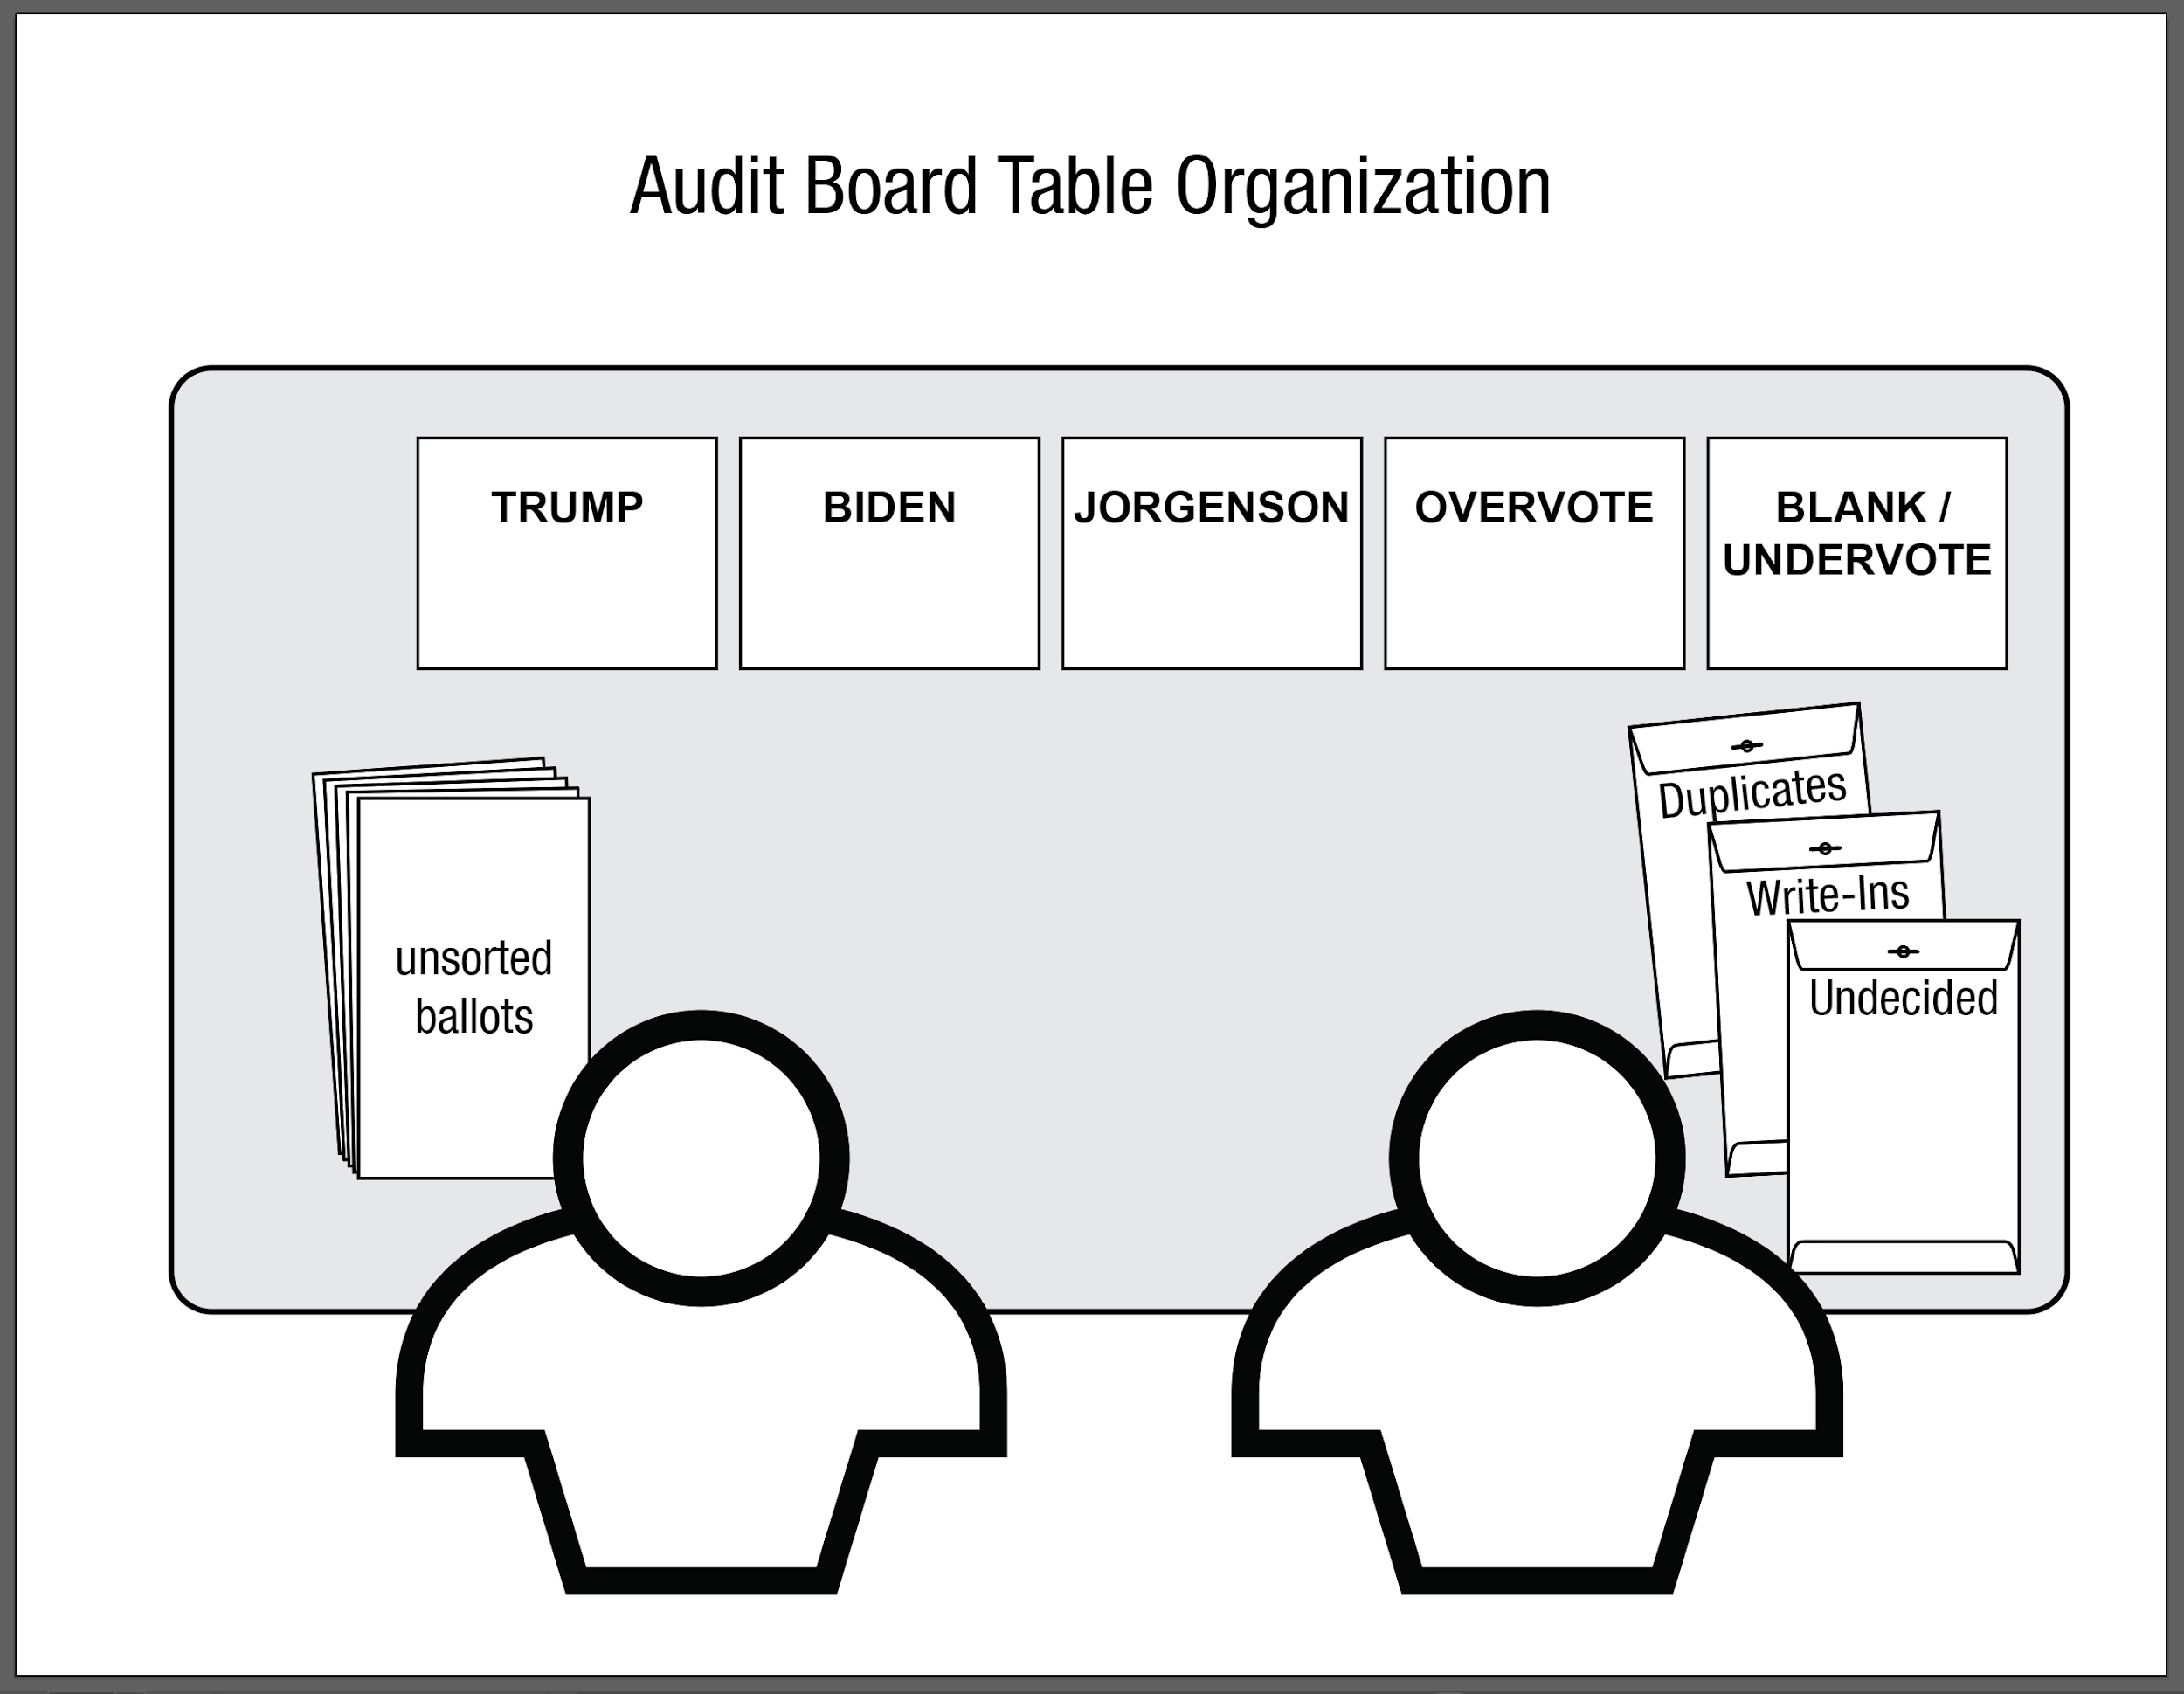 Audit Board Table Organization
TRUMP
BIDEN
JORGENSON
OVERVOTE
BLANK /
UNDERVOTE
unsorted
ballots
Duplicates
Write-Ins
Undecided